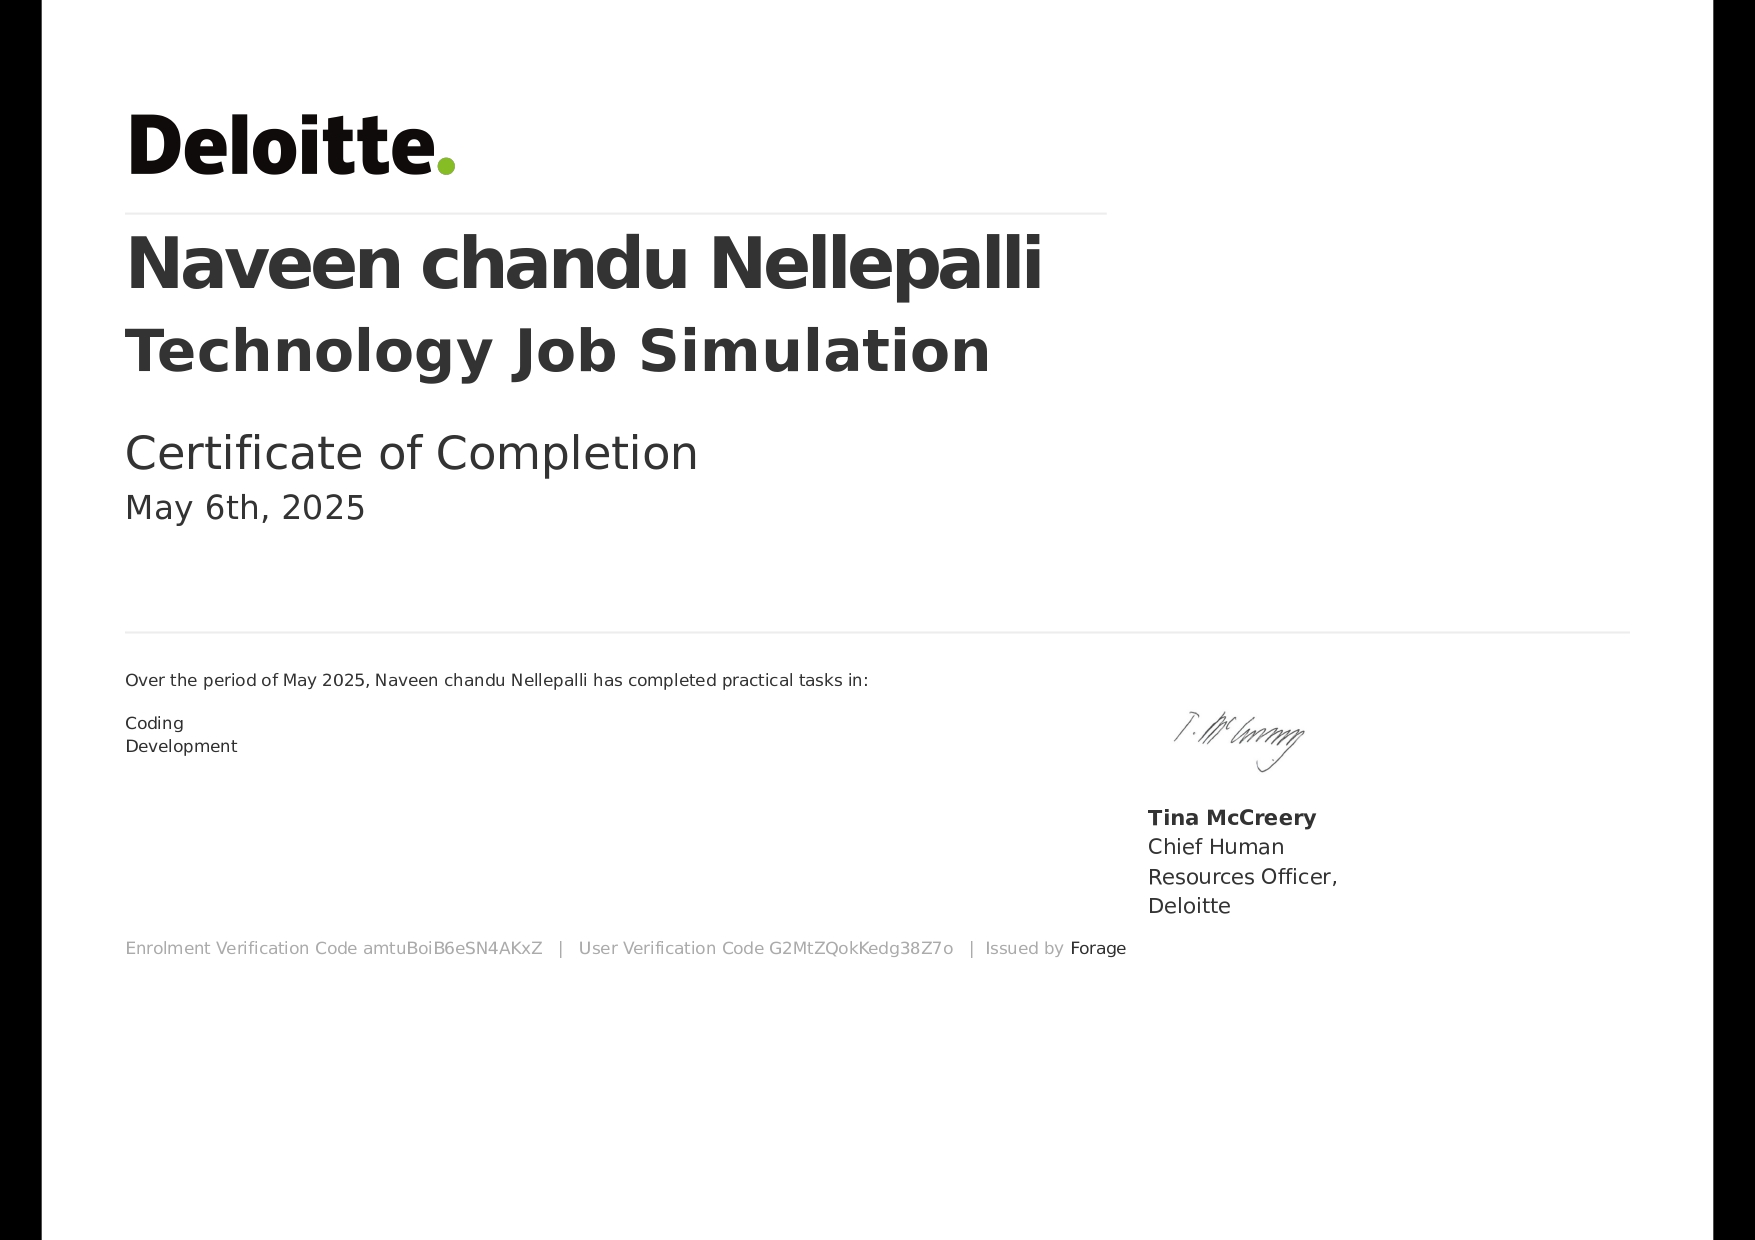 Deloitte.
Naveen chandu Nellepalli
Technology Job Simulation
Certificate of Completion
May 6th, 2025
Over the period of May 2025, Naveen chandu Nellepalli has completed practical tasks in:
Coding
Development
T. McCreery
Tina McCreery
Chief Human
Resources Officer,
Deloitte
Enrolment Verification Code amtuBoiB6eSN4AKxZ | User Verification Code G2MtZQokKedg38Z7o | Issued by Forage